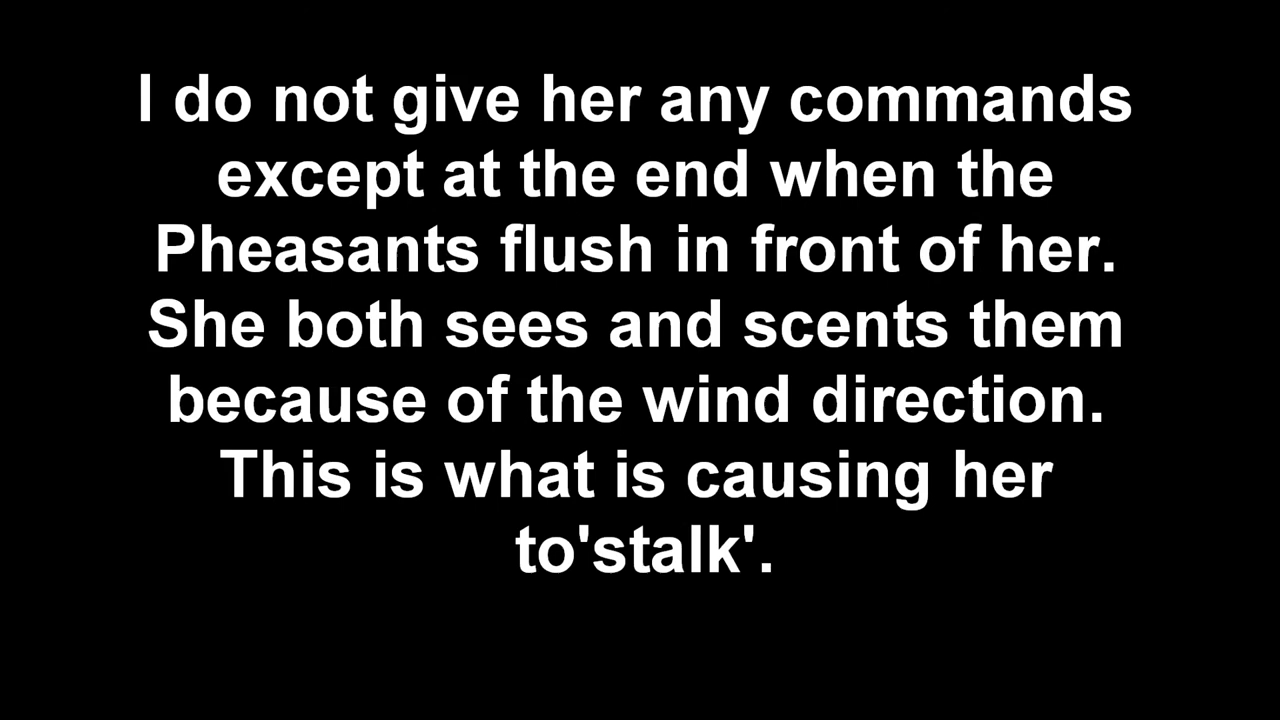 I do not give her any commands
except at the end when the
Pheasants flush in front of her.
She both sees and scents them
because of the wind direction.
This is what is causing her
to'stalk'.